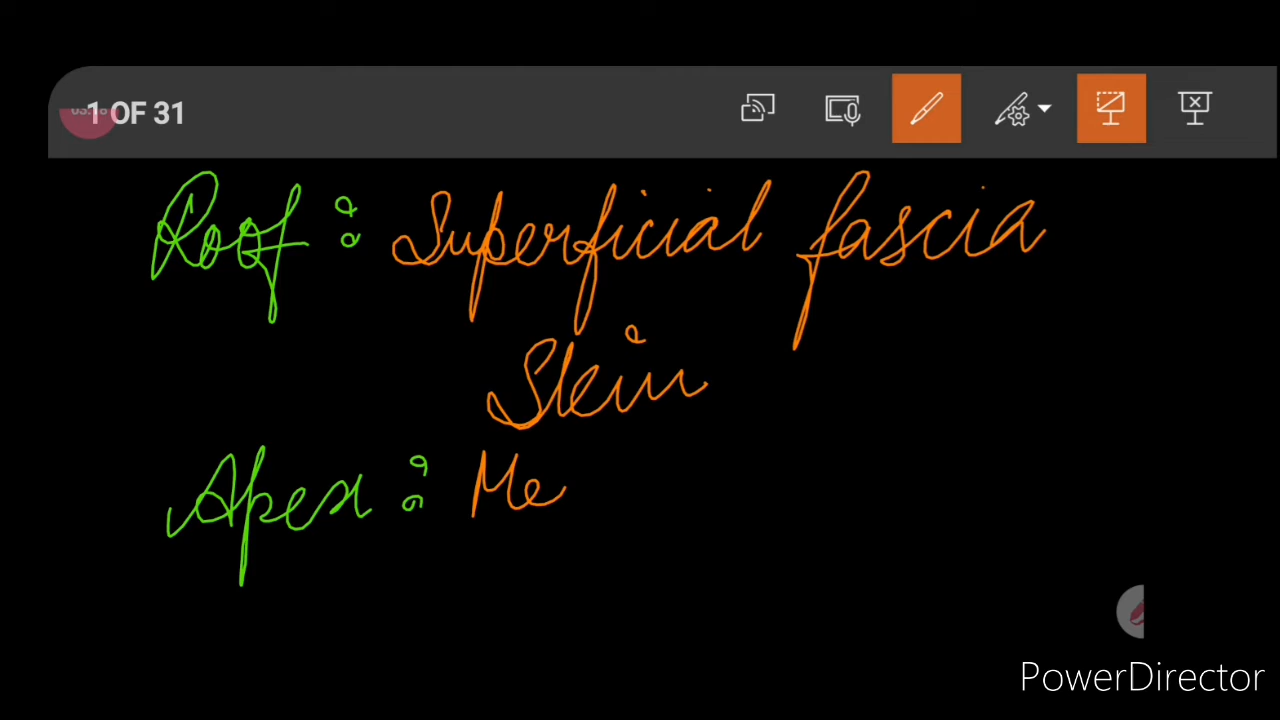 1 OF 31
Roof : Superficial fascia
Skin
Apex : Me
PowerDirector